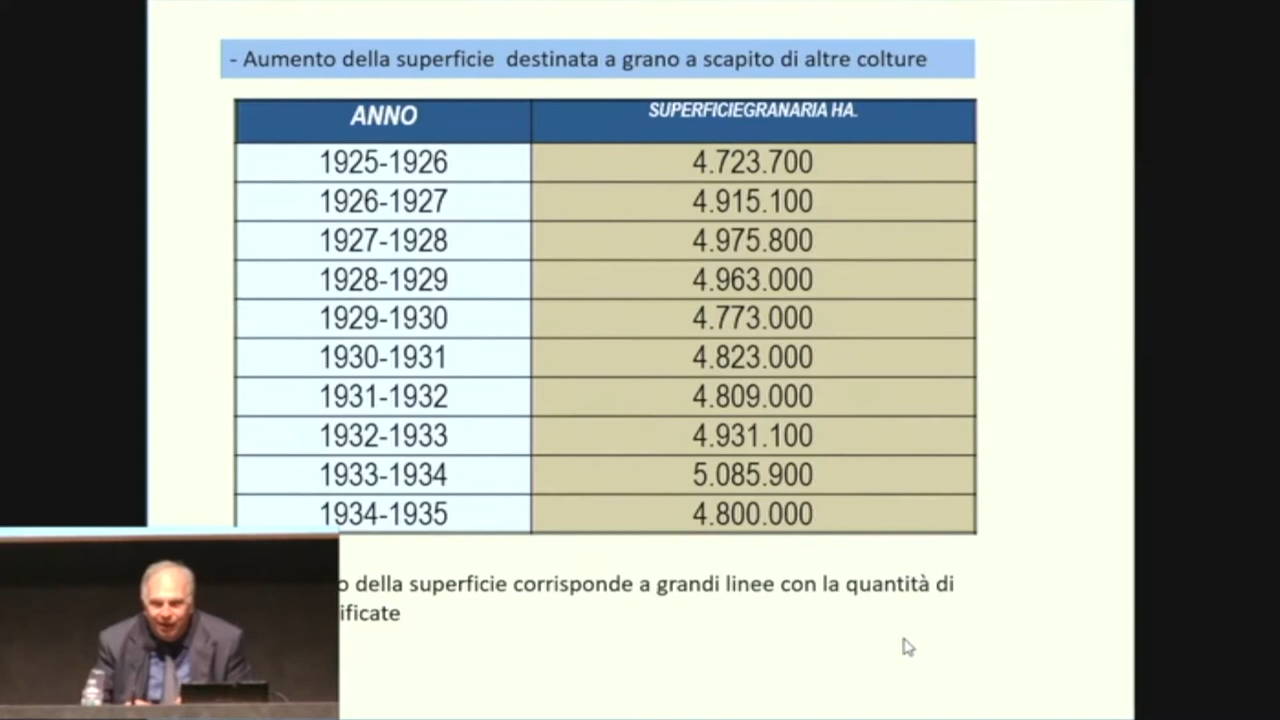 - Aumento della superficie destinata a grano a scapito di altre colture
ANNO SUPERFICIEGRANARIA HA.
1925-1926 4.723.700
1926-1927 4.915.100
1927-1928 4.975.800
1928-1929 4.963.000
1929-1930 4.773.000
1930-1931 4.823.000
1931-1932 4.809.000
1932-1933 4.931.100
1933-1934 5.085.900
1934-1935 4.800.000
o della superficie corrisponde a grandi linee con la quantità di
ificate